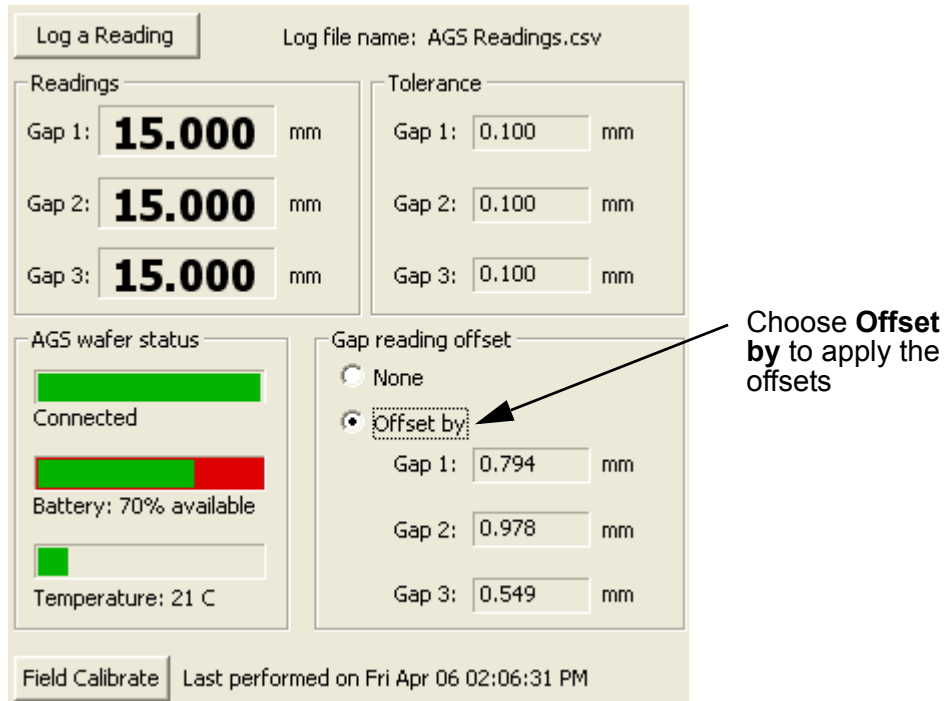 Log a Reading Log file name: AGS Readings.csv
Readings
Gap 1: 15.000 mm
Gap 2: 15.000 mm
Gap 3: 15.000 mm
Tolerance
Gap 1: 0.100 mm
Gap 2: 0.100 mm
Gap 3: 0.100 mm
AGS wafer status
Connected
Battery: 70% available
Temperature: 21 C
Gap reading offset
None
Offset by
Gap 1: 0.794 mm
Gap 2: 0.978 mm
Gap 3: 0.549 mm
Choose Offset
by to apply the
offsets
Field Calibrate Last performed on Fri Apr 06 02:06:31 PM